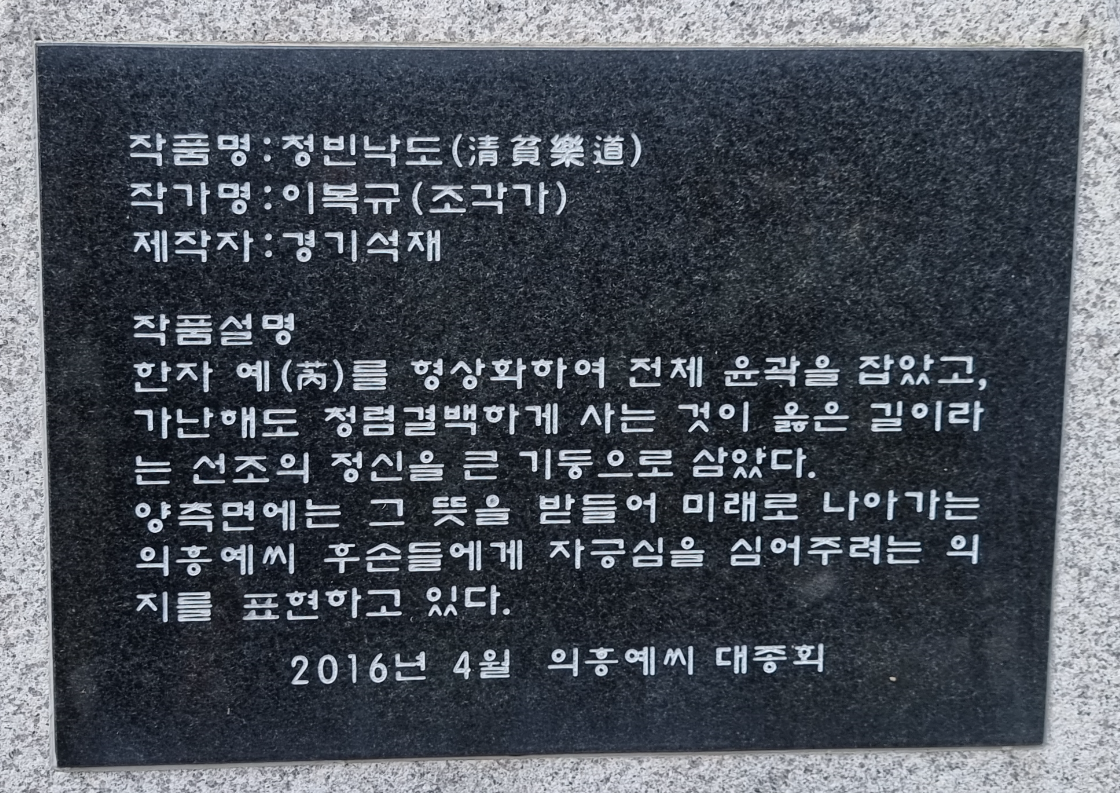 작품명:청빈낙도(清貧樂道)
작가명:이복규(조각가)
제작자:경기석재
작품설명
한자 예(芮)를 형상화하여 전체 윤곽을 잡았고,
가난해도 청렴결백하게 사는 것이 옳은 길이라
는 선조의 정신을 큰 기둥으로 삼았다.
양측면에는 그 뜻을 받들어 미래로 나아가는
의흥예씨 후손들에게 자긍심을 심어주려는 의
지를 표현하고 있다.
2016년 4월 의흥예씨 대종회